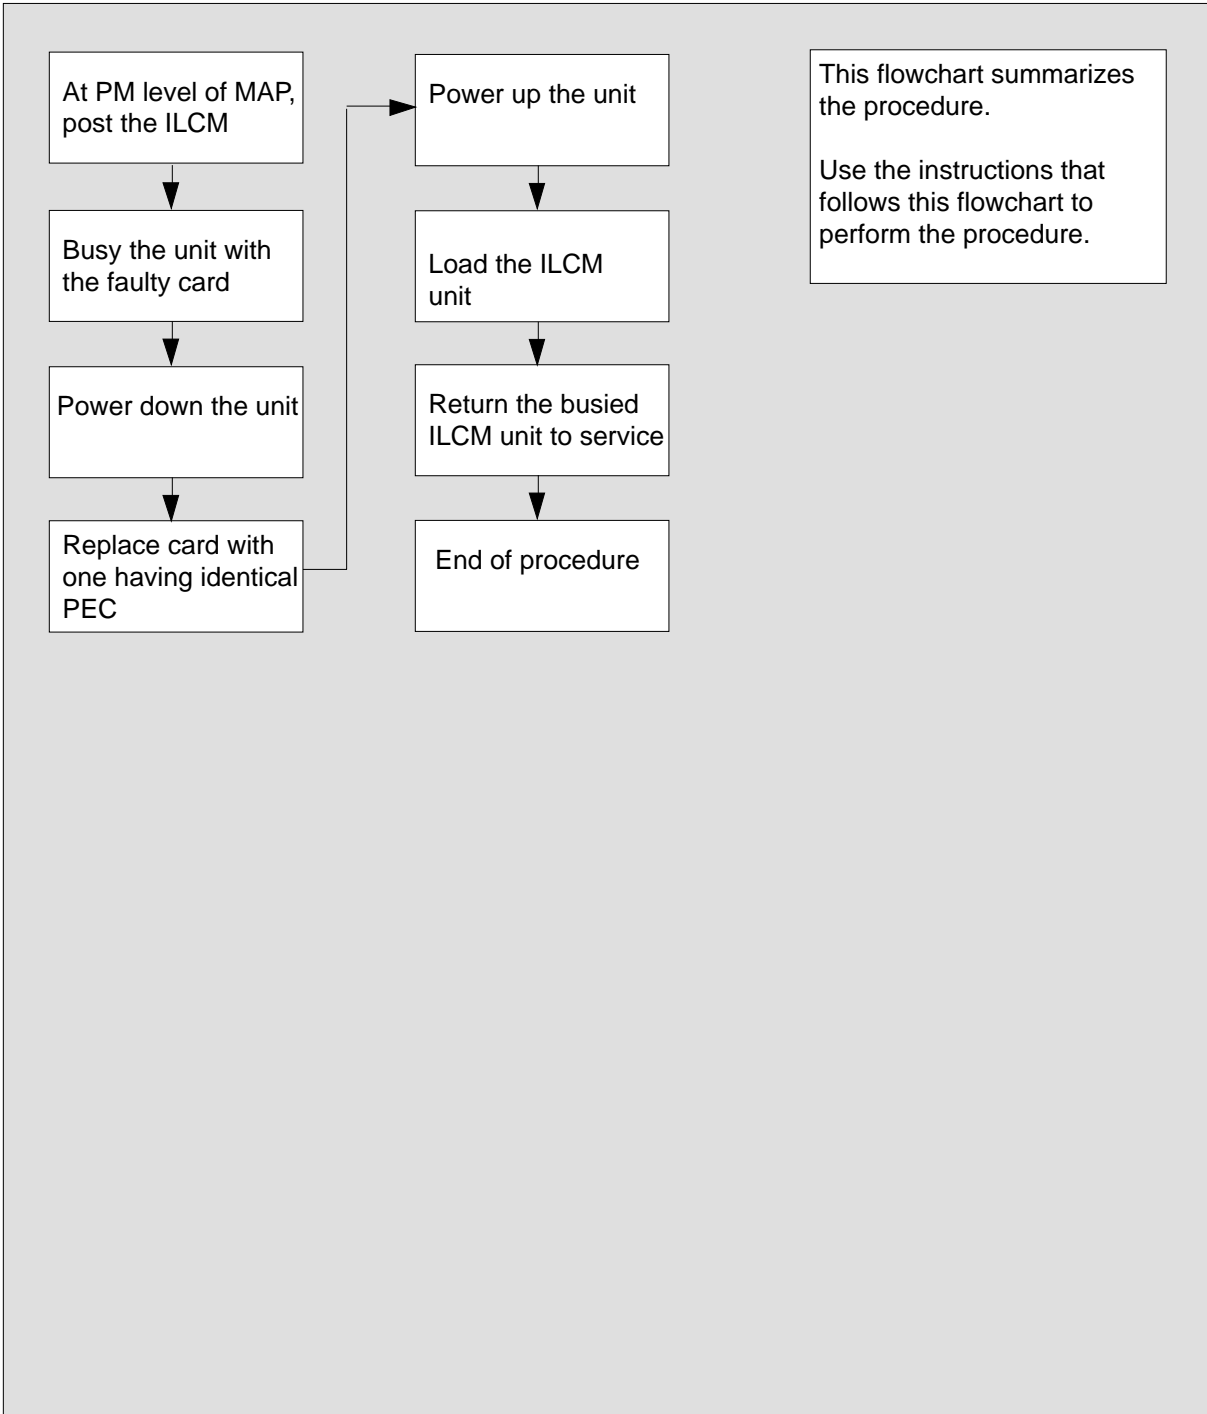 At PM level of MAP,
post the ILCM
Busy the unit with
the faulty card
Power down the unit
Replace card with
one having identical
PEC
Power up the unit
Load the ILCM
unit
Return the busied
ILCM unit to service
End of procedure
This flowchart summarizes
the procedure.
Use the instructions that
follows this flowchart to
perform the procedure.